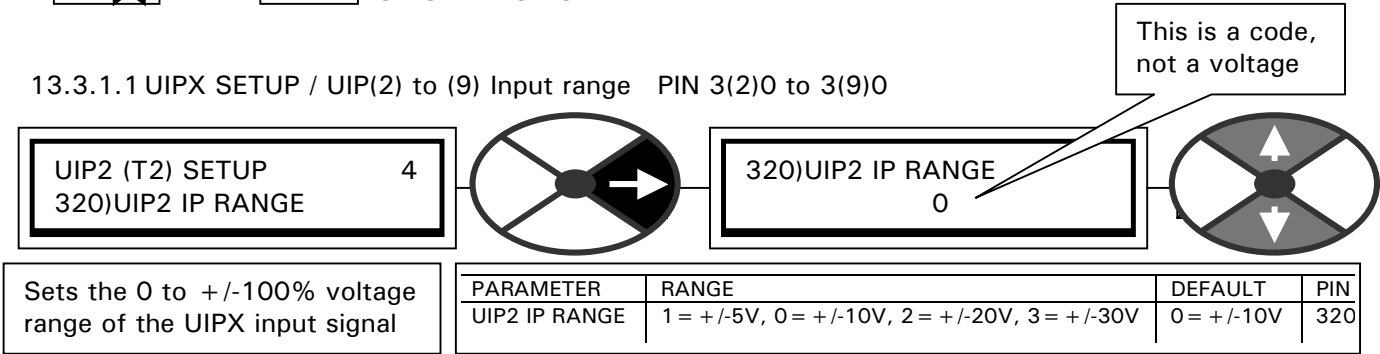 This is a code,
not a voltage
13.3.1.1 UIPX SETUP / UIP(2) to (9) Input range PIN 3(2)0 to 3(9)0
UIP2 (T2) SETUP 4
320)UIP2 IP RANGE
320)UIP2 IP RANGE
0
Sets the 0 to +/-100% voltage
range of the UIPX input signal
PARAMETER RANGE DEFAULT PIN
UIP2 IP RANGE 1=+/-5V, 0=+/-10V, 2=+/-20V, 3=+/-30V 0=+/-10V 320